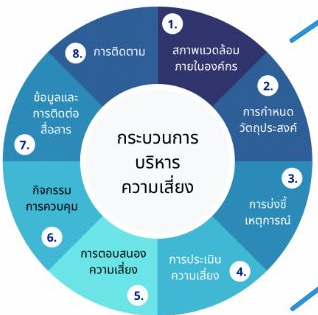 กระบวนการ
บริหาร
ความเสี่ยง
1.
สภาพแวดล้อม
ภายในองค์กร
2.
การกำหนด
วัตถุประสงค์
3.
การบ่งชี้
เหตุการณ์
4.
การประเมิน
ความเสี่ยง
5.
การตอบสนอง
ความเสี่ยง
6.
กิจกรรม
การควบคุม
7.
ข้อมูลและ
การติดต่อ
สื่อสาร
8.
การติดตาม